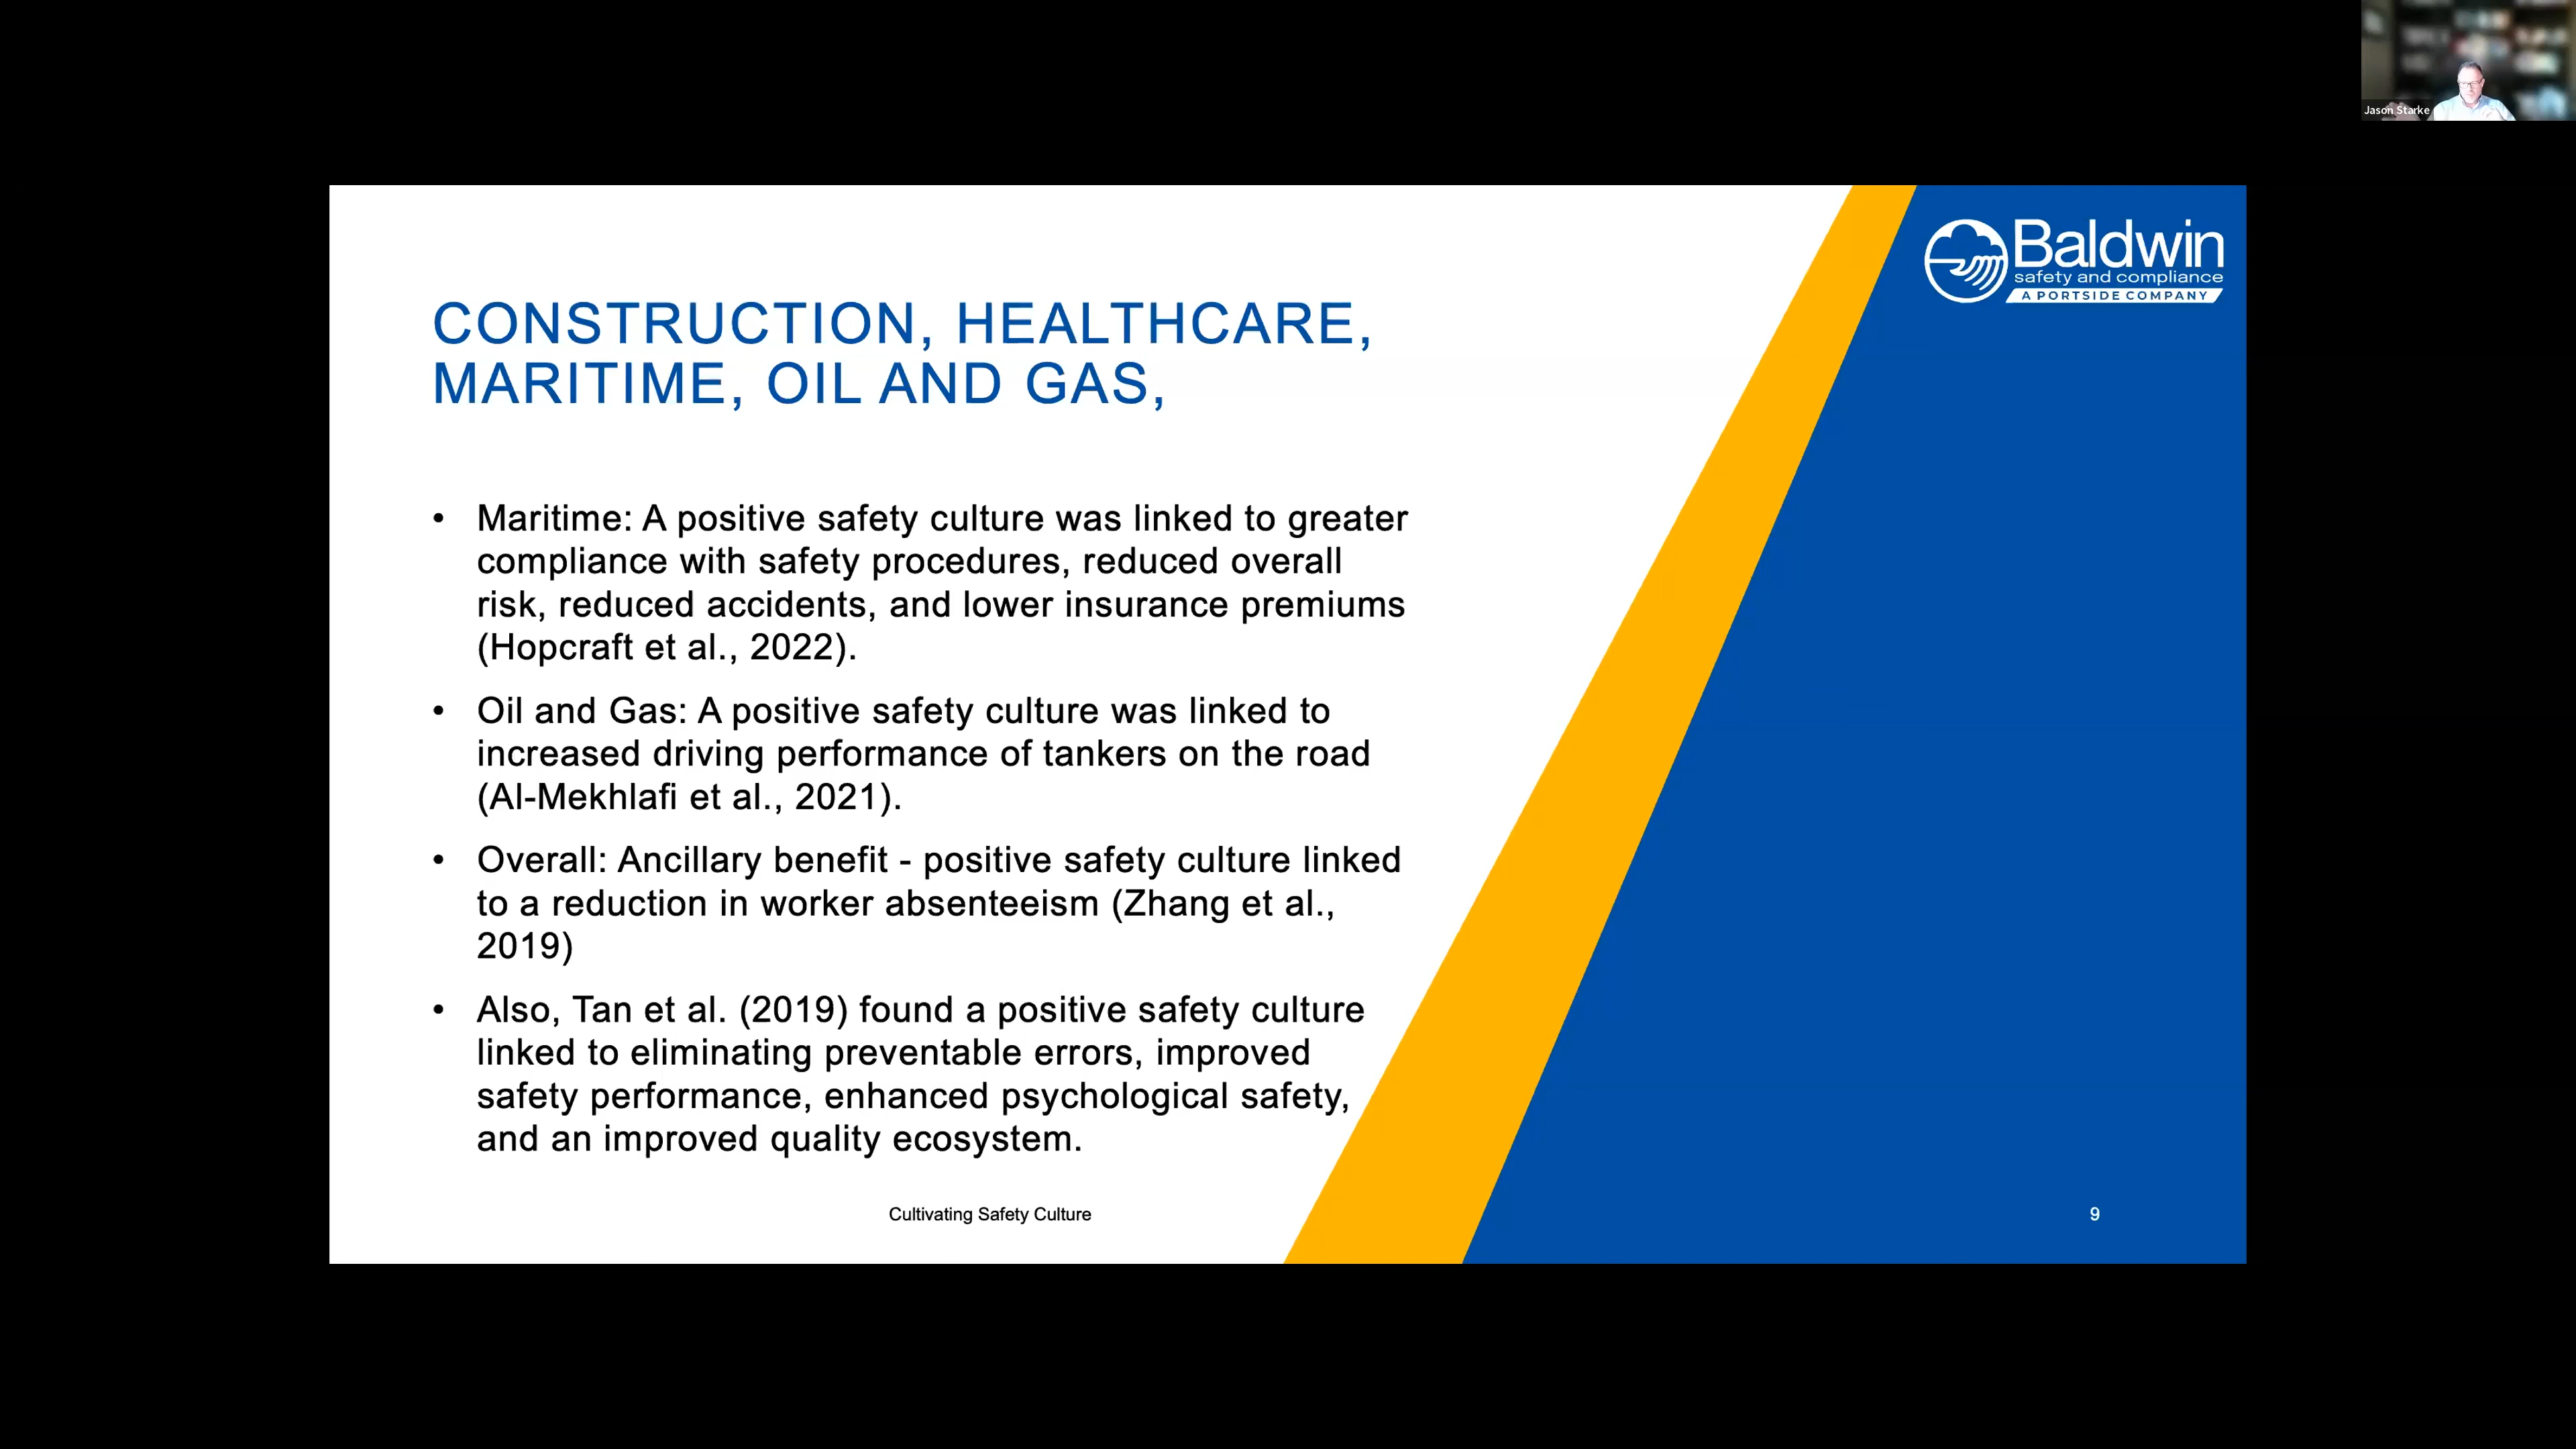 Jason Starke
Baldwin
safety and compliance
A PORTSIDE COMPANY
CONSTRUCTION, HEALTHCARE,
MARITIME, OIL AND GAS,
• Maritime: A positive safety culture was linked to greater
compliance with safety procedures, reduced overall
risk, reduced accidents, and lower insurance premiums
(Hopcraft et al., 2022).
• Oil and Gas: A positive safety culture was linked to
increased driving performance of tankers on the road
(Al-Mekhlafi et al., 2021).
• Overall: Ancillary benefit - positive safety culture linked
to a reduction in worker absenteeism (Zhang et al.,
2019)
• Also, Tan et al. (2019) found a positive safety culture
linked to eliminating preventable errors, improved
safety performance, enhanced psychological safety,
and an improved quality ecosystem.
Cultivating Safety Culture
9